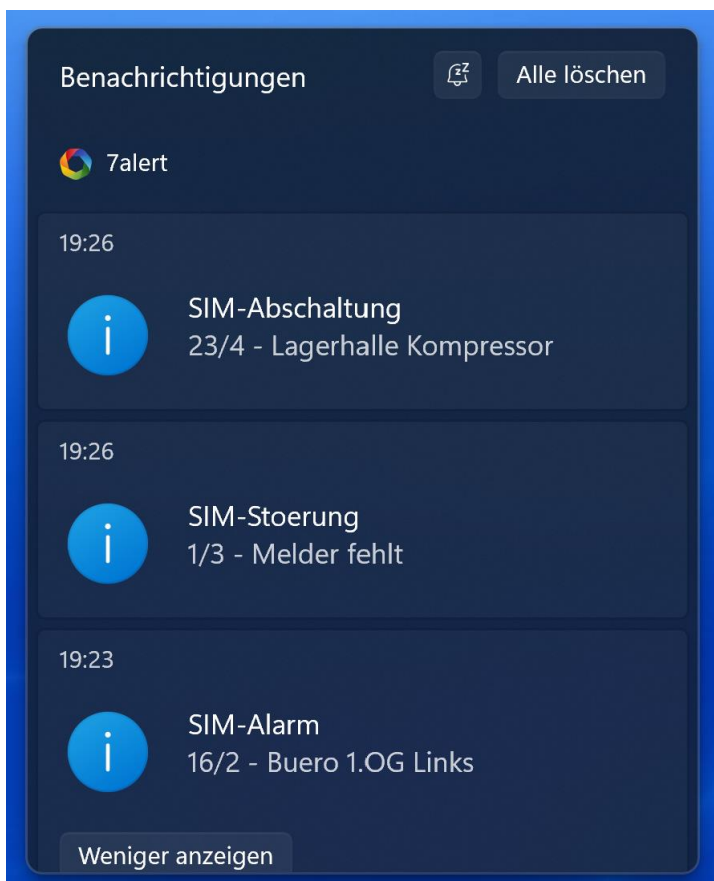 Benachrichtigungen
Alle löschen
7alert
19:26
SIM-Abschaltung
23/4 - Lagerhalle Kompressor
19:26
SIM-Stoerung
1/3 - Melder fehlt
19:23
SIM-Alarm
16/2 - Buero 1.OG Links
Weniger anzeigen